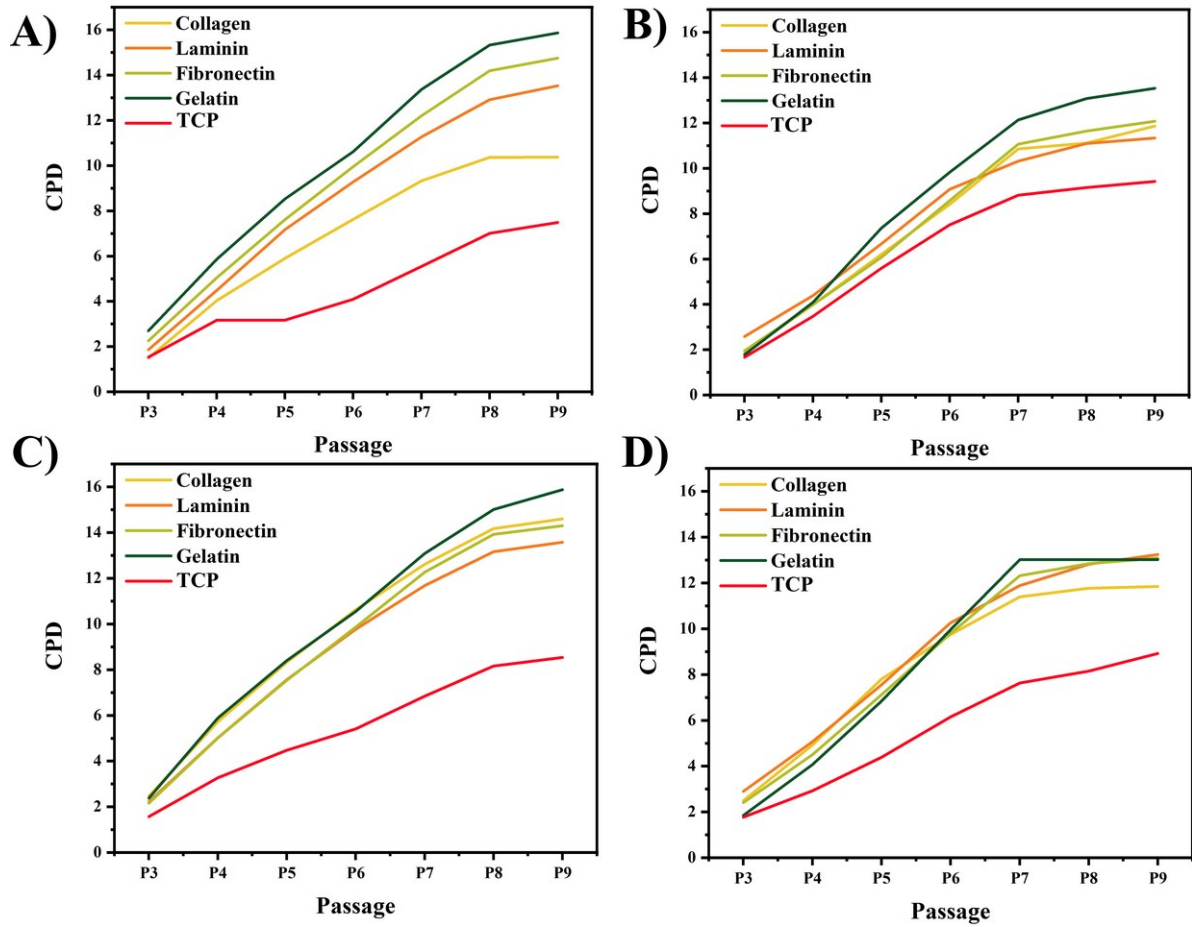 A)
Collagen
Laminin
Fibronectin
Gelatin
TCP
CPD
16
14
12
10
8
6
4
2
0
P3 P4 P5 P6 P7 P8 P9
Passage
B)
Collagen
Laminin
Fibronectin
Gelatin
TCP
CPD
16
14
12
10
8
6
4
2
0
P3 P4 P5 P6 P7 P8 P9
Passage
C)
Collagen
Laminin
Fibronectin
Gelatin
TCP
CPD
16
14
12
10
8
6
4
2
0
P3 P4 P5 P6 P7 P8 P9
Passage
D)
Collagen
Laminin
Fibronectin
Gelatin
TCP
CPD
16
14
12
10
8
6
4
2
0
P3 P4 P5 P6 P7 P8 P9
Passage